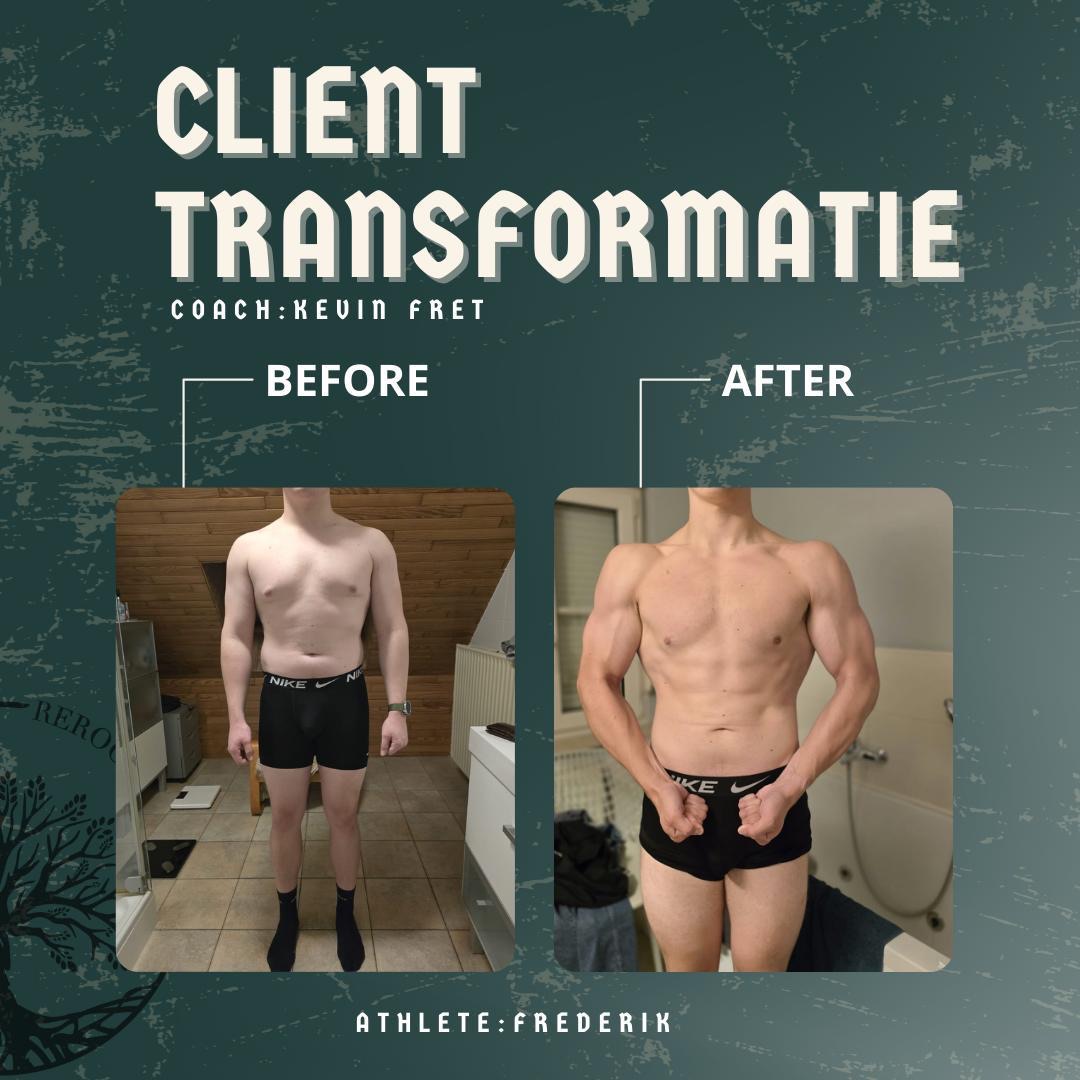 CLIENT
TRANSFORMATIE
COACH:KEVIN FRET
BEFORE
AFTER
NIKE
NIKE
ATHLETE:FREDERIK